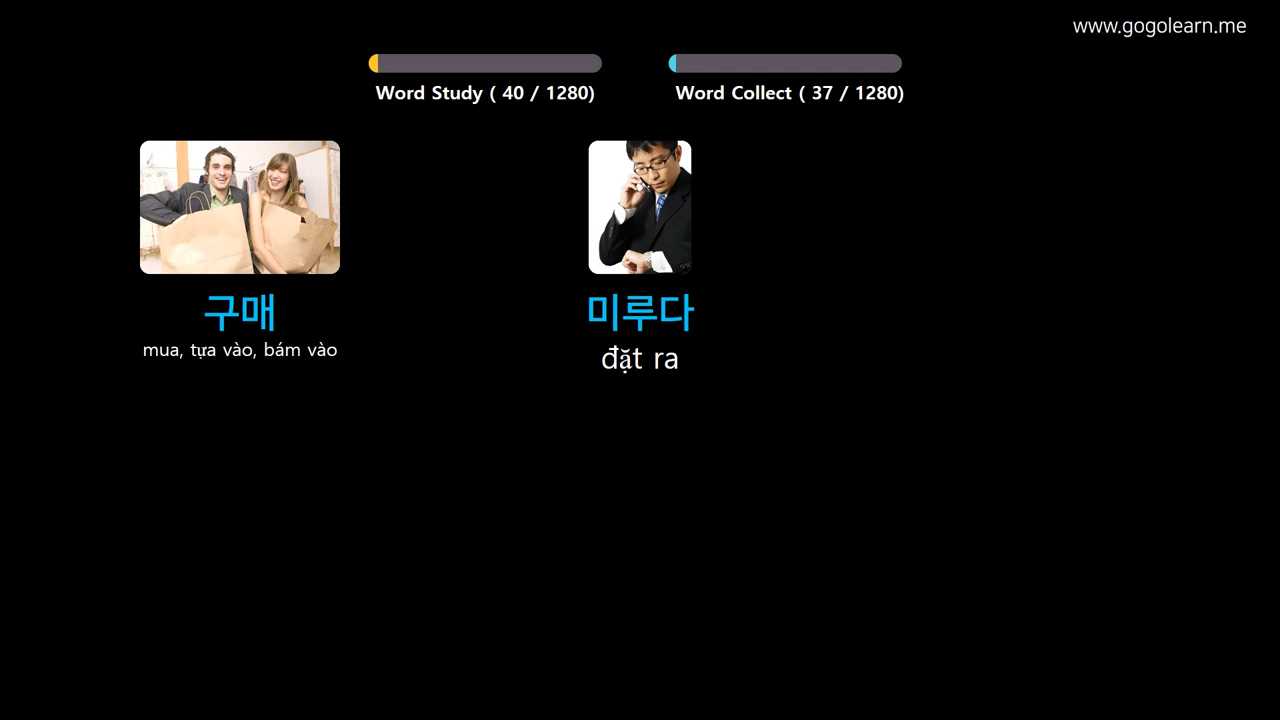 www.gogolearn.me
Word Study ( 40 / 1280)
Word Collect ( 37 / 1280)
구매
mua, tựa vào, bám vào
미루다
đặt ra